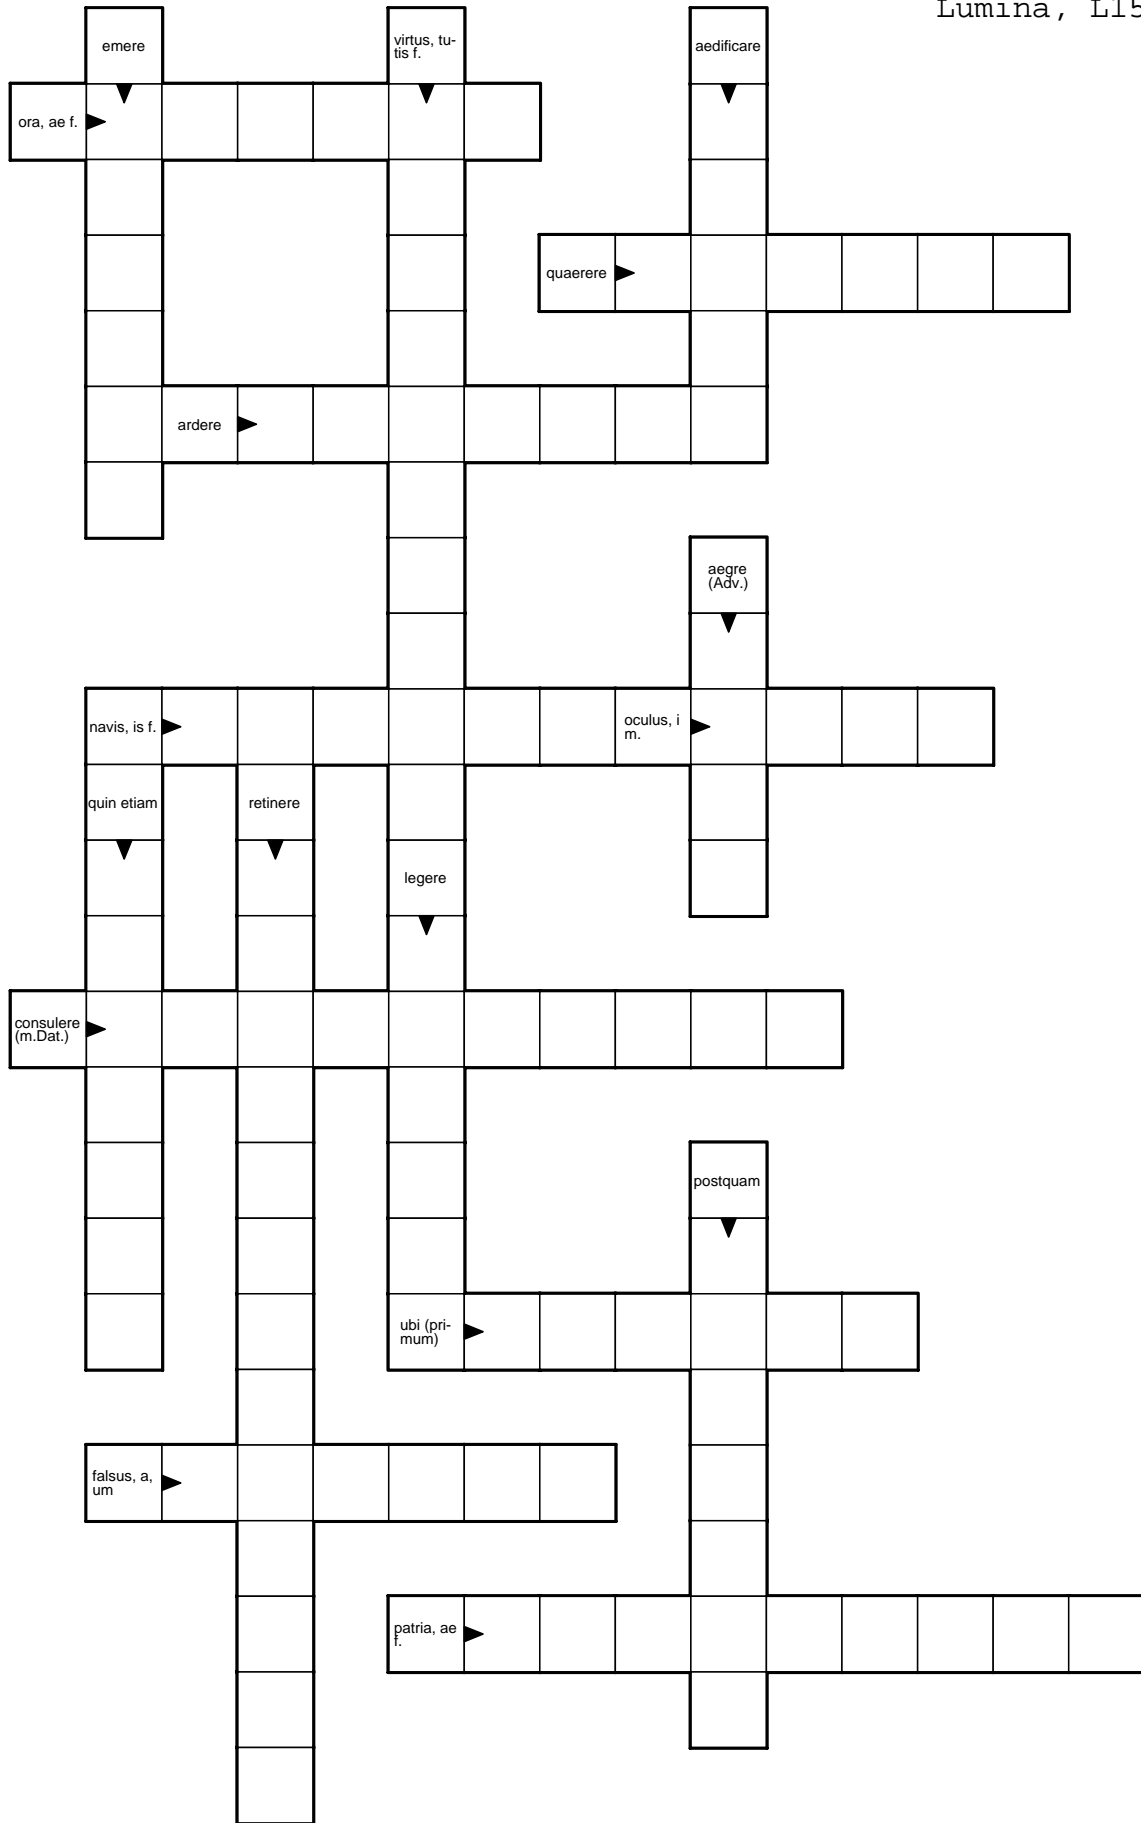 Lumina, L15
emere
virtus, tu-
tis f.
aedificare
ora, ae f.
quaerere
ardere
aegre
(Adv.)
navis, is f.
oculus, i
m.
quin etiam
retinere
legere
consulere
(m.Dat.)
postquam
ubi (pri-
mum)
falsus, a,
um
patria, ae
f.